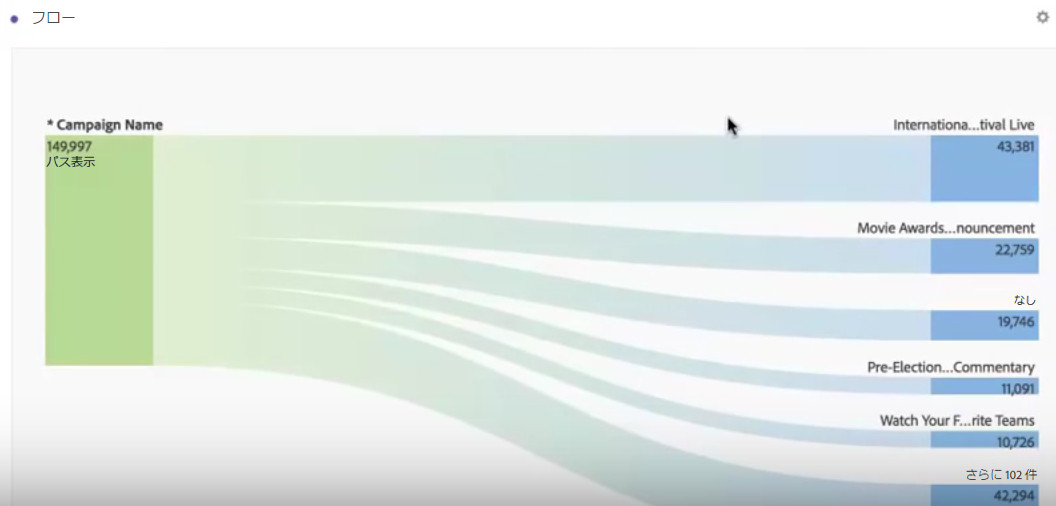 フロー
* Campaign Name
149,997
パス表示
Internationa...tival Live
43,381
Movie Awards...nouncement
22,759
なし
19,746
Pre-Election...Commentary
11,091
Watch Your F...rite Teams
10,726
さらに 102 件
42,294